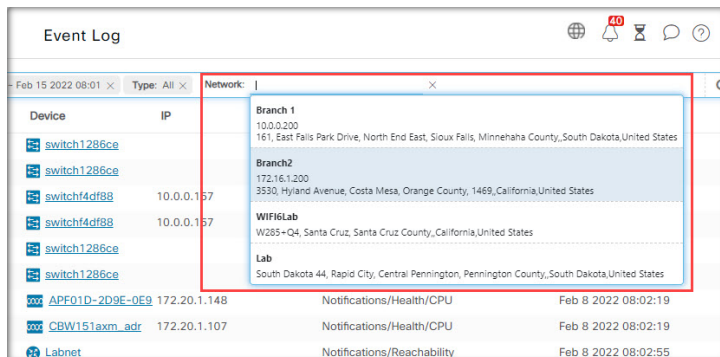 Event Log
40
- Feb 15 2022 08:01 × Type: All × Network: ×
Device IP
Branch 1
10.0.0.200
161, East Falls Park Drive, North End East, Sioux Falls, Minnehaha County,,South Dakota,United States
Branch2
172.16.1.200
3530, Hyland Avenue, Costa Mesa, Orange County, 1469,,California,United States
WIFI6Lab
W285+Q4, Santa Cruz, Santa Cruz County,,California,United States
Lab
South Dakota 44, Rapid City, Central Pennington, Pennington County,,South Dakota,United States
switch1286ce
switch1286ce
switchf4df88 10.0.0.157
switchf4df88 10.0.0.157
switch1286ce
switch1286ce
APF01D-2D9E-0E9 172.20.1.148 Notifications/Health/CPU Feb 8 2022 08:02:19
CBW151axm_adr 172.20.1.107 Notifications/Health/CPU Feb 8 2022 08:02:19
Labnet Notifications/Reachability Feb 8 2022 08:02:55